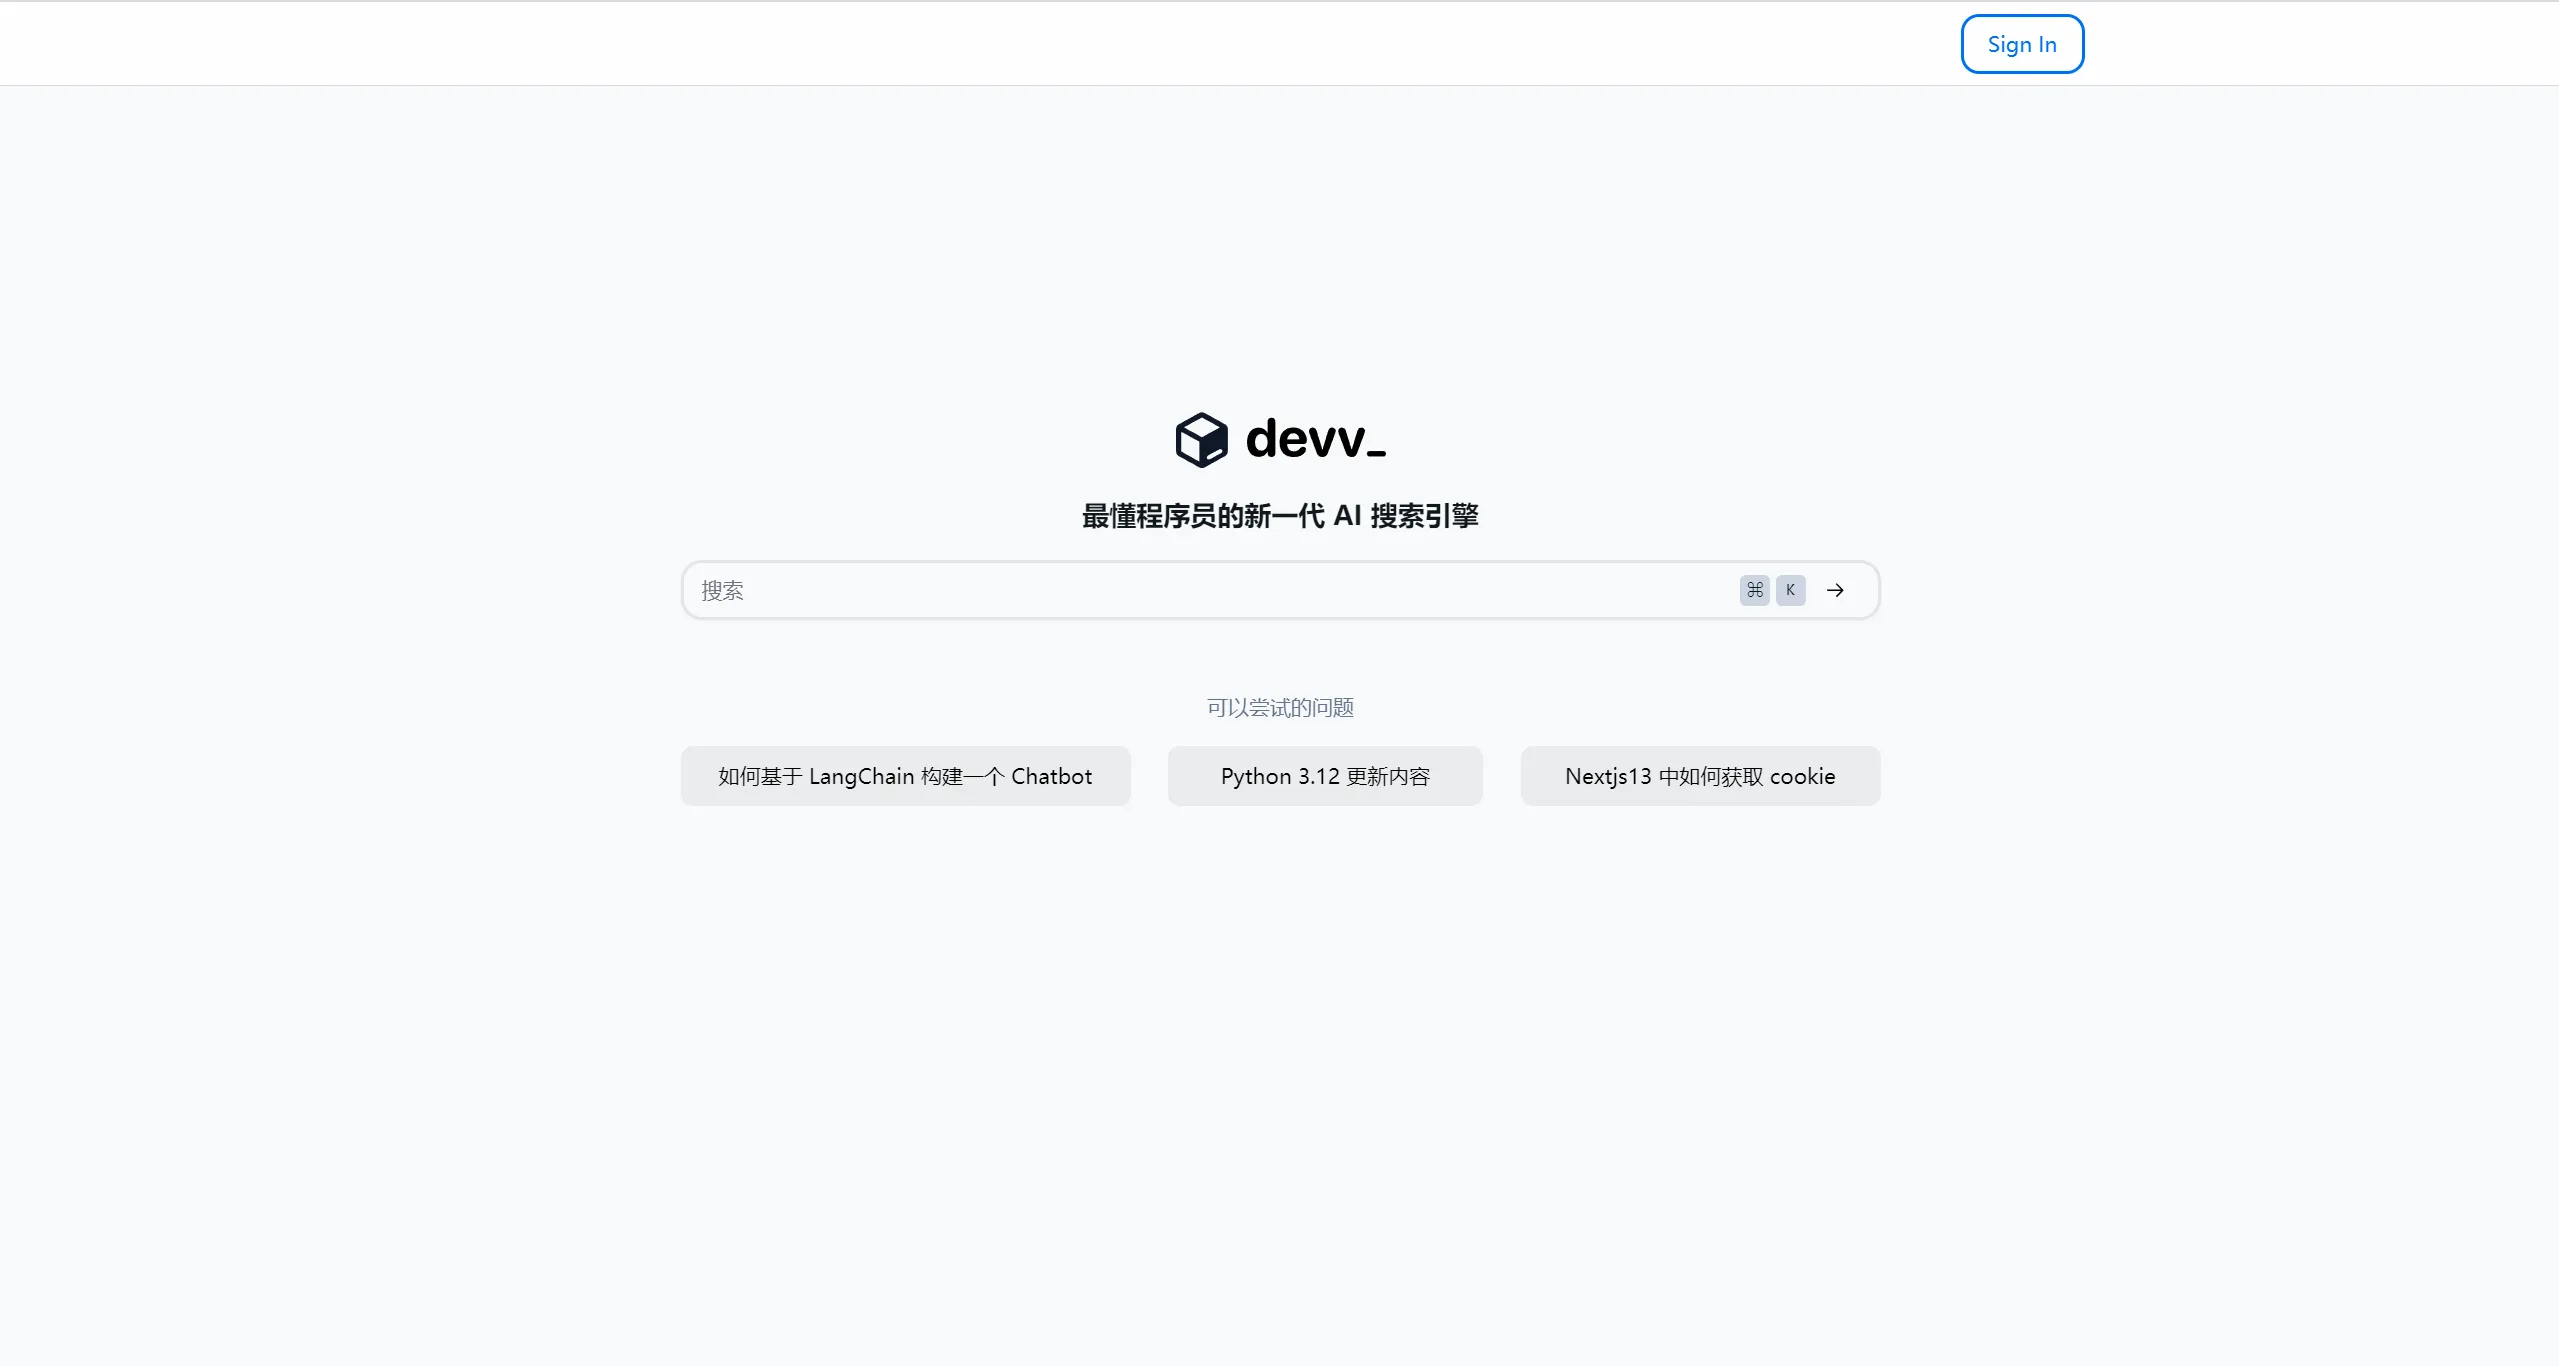 Sign In
devv_
最懂程序员的新一代 AI 搜索引擎
搜索 ⌘ K →
可以尝试的问题
如何基于 LangChain 构建一个 Chatbot
Python 3.12 更新内容
Nextjs13 中如何获取 cookie